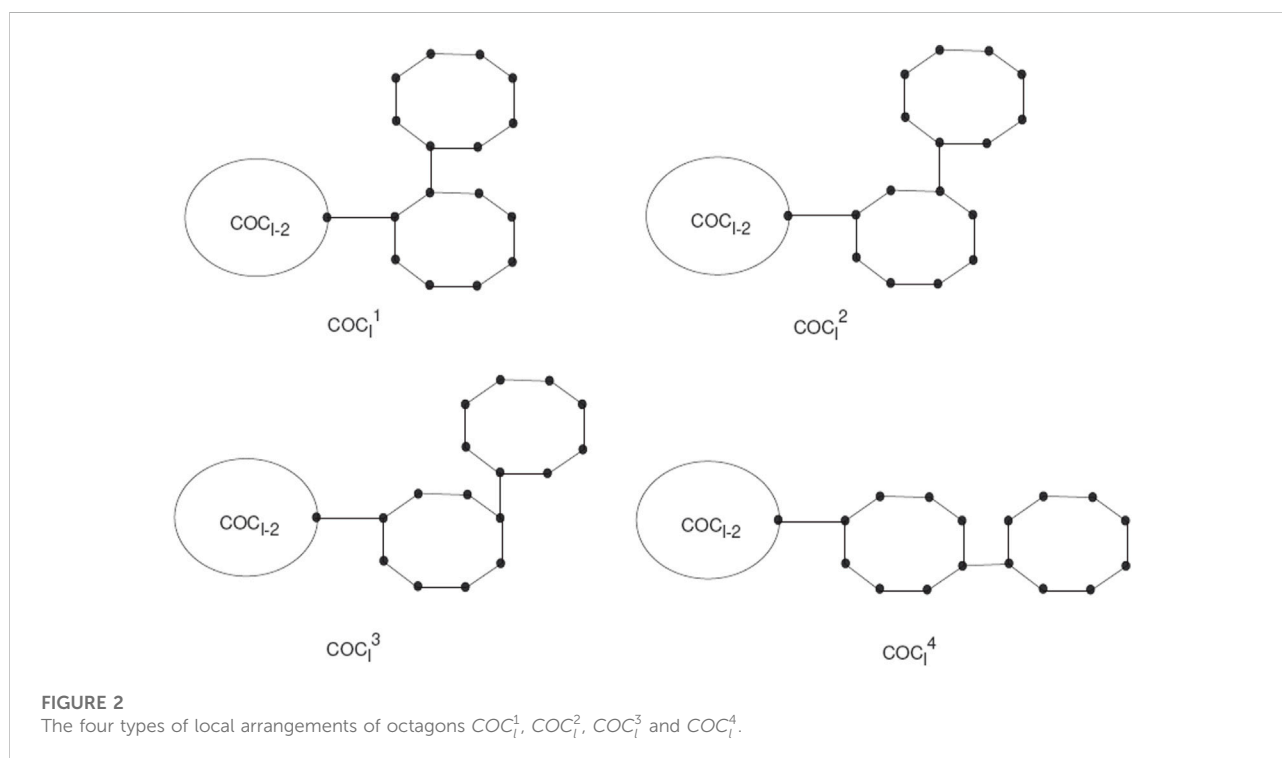 COC_{l-2}
COC_{l-2}
COC_l^1
COC_l^2
COC_{l-2}
COC_{l-2}
COC_l^3
COC_l^4
FIGURE 2
The four types of local arrangements of octagons COC_l^1, COC_l^2, COC_l^3 and COC_l^4.